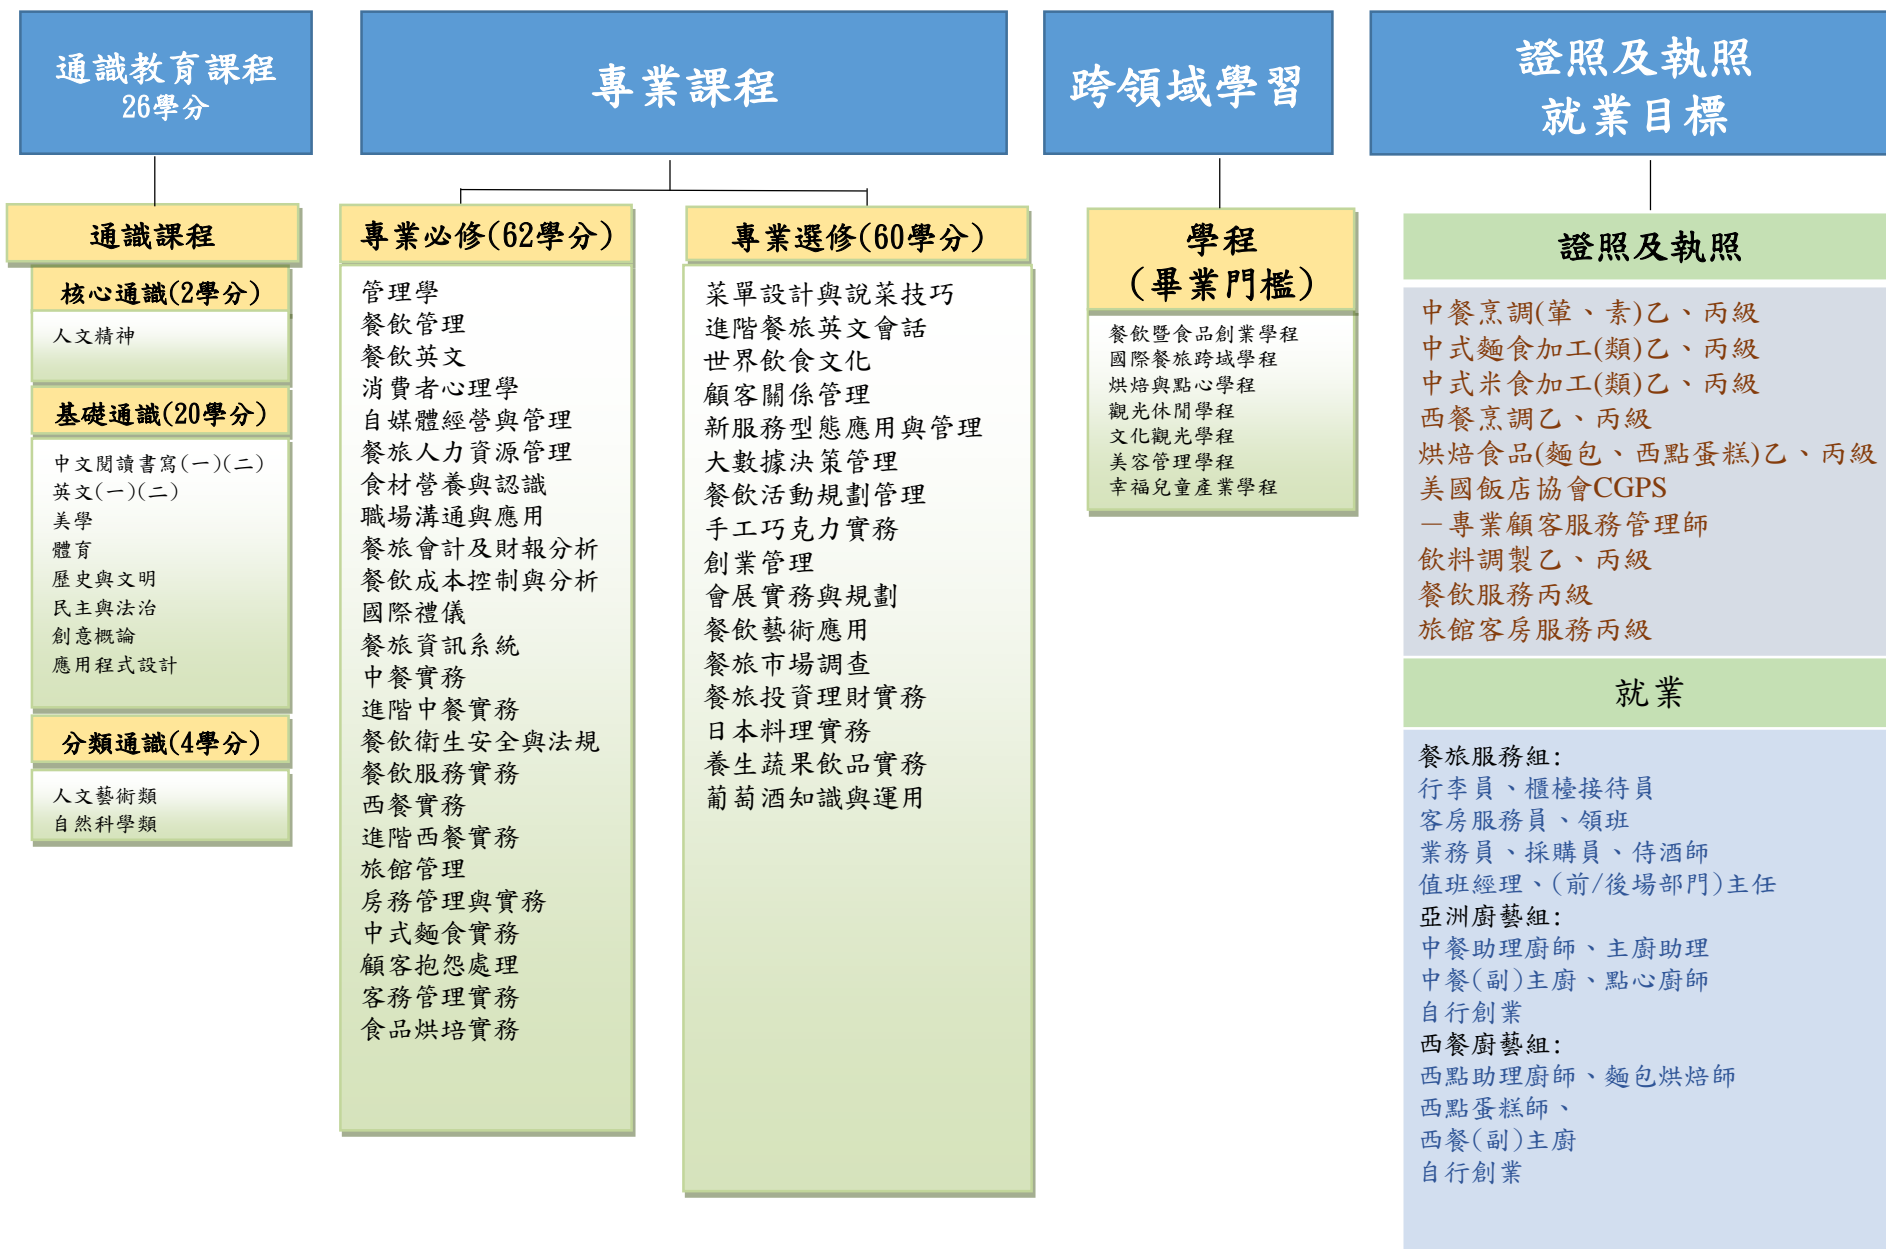 通識教育課程
26學分
通識課程
核心通識(2學分)
人文精神
基礎通識(20學分)
中文閱讀書寫(一)(二)
英文(一)(二)
美學
體育
歷史與文明
民主與法治
創意概論
應用程式設計
分類通識(4學分)
人文藝術類
自然科學類
專業課程
專業必修(62學分)
管理學
餐飲管理
餐飲英文
消費者心理學
自媒體經營與管理
餐旅人力資源管理
食材營養與認識
職場溝通與應用
餐旅會計及財報分析
餐飲成本控制與分析
國際禮儀
餐旅資訊系統
中餐實務
進階中餐實務
餐飲衛生安全與法規
餐飲服務實務
西餐實務
進階西餐實務
旅館管理
房務管理與實務
中式麵食實務
顧客抱怨處理
客務管理實務
食品烘培實務
專業選修(60學分)
菜單設計與說菜技巧
進階餐旅英文會話
世界飲食文化
顧客關係管理
新服務型態應用與管理
大數據決策管理
餐飲活動規劃管理
手工巧克力實務
創業管理
會展實務與規劃
餐飲藝術應用
餐旅市場調查
餐旅投資理財實務
日本料理實務
養生蔬果飲品實務
葡萄酒知識與運用
跨領域學習
學程
(畢業門檻)
餐飲暨食品創業學程
國際餐旅跨域學程
烘焙與點心學程
觀光休閒學程
文化觀光學程
美容管理學程
幸福兒童產業學程
證照及執照
就業目標
證照及執照
中餐烹調(葷、素)乙、丙級
中式麵食加工(類)乙、丙級
中式米食加工(類)乙、丙級
西餐烹調乙、丙級
烘焙食品(麵包、西點蛋糕)乙、丙級
美國飯店協會CGPS
－專業顧客服務管理師
飲料調製乙、丙級
餐飲服務丙級
旅館客房服務丙級
就業
餐旅服務組:
行李員、櫃檯接待員
客房服務員、領班
業務員、採購員、侍酒師
值班經理、(前/後場部門)主任
亞洲廚藝組:
中餐助理廚師、主廚助理
中餐(副)主廚、點心廚師
自行創業
西餐廚藝組:
西點助理廚師、麵包烘焙師
西點蛋糕師、
西餐(副)主廚
自行創業